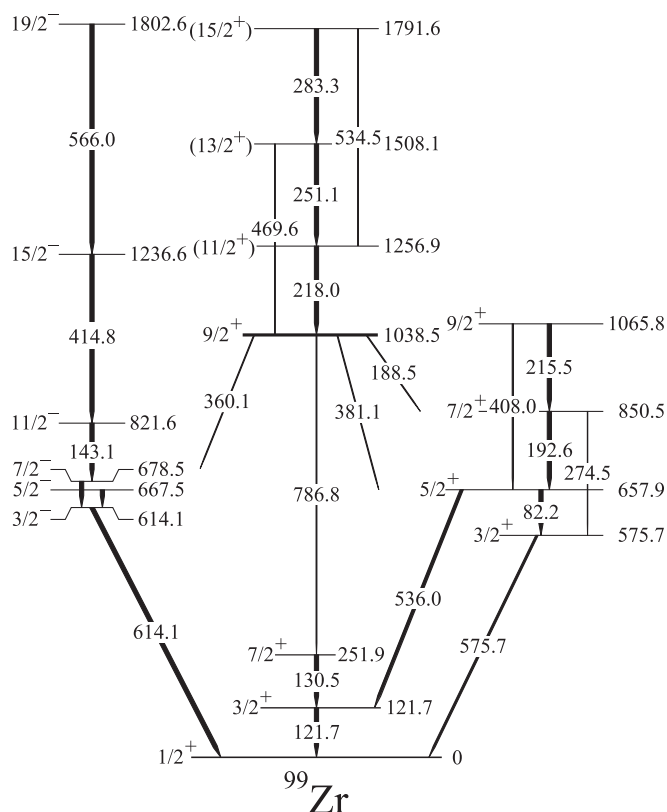 19/2⁻ 1802.6 (15/2⁺) 1791.6
283.3
566.0 (13/2⁺) 534.5 1508.1
251.1
469.6
15/2⁻ 1236.6 (11/2⁺) 1256.9
218.0
9/2⁺ 1038.5 9/2⁺ 1065.8
414.8 188.5 215.5
360.1 381.1 408.0
11/2⁻ 821.6 7/2⁺ 850.5
143.1 192.6
7/2⁻ 678.5 274.5
5/2⁻ 667.5 786.8 5/2⁺ 657.9
3/2⁻ 614.1 82.2
3/2⁺ 575.7
536.0
614.1 575.7
7/2⁺ 251.9
130.5
3/2⁺ 121.7
121.7
1/2⁺ 0
⁹⁹Zr